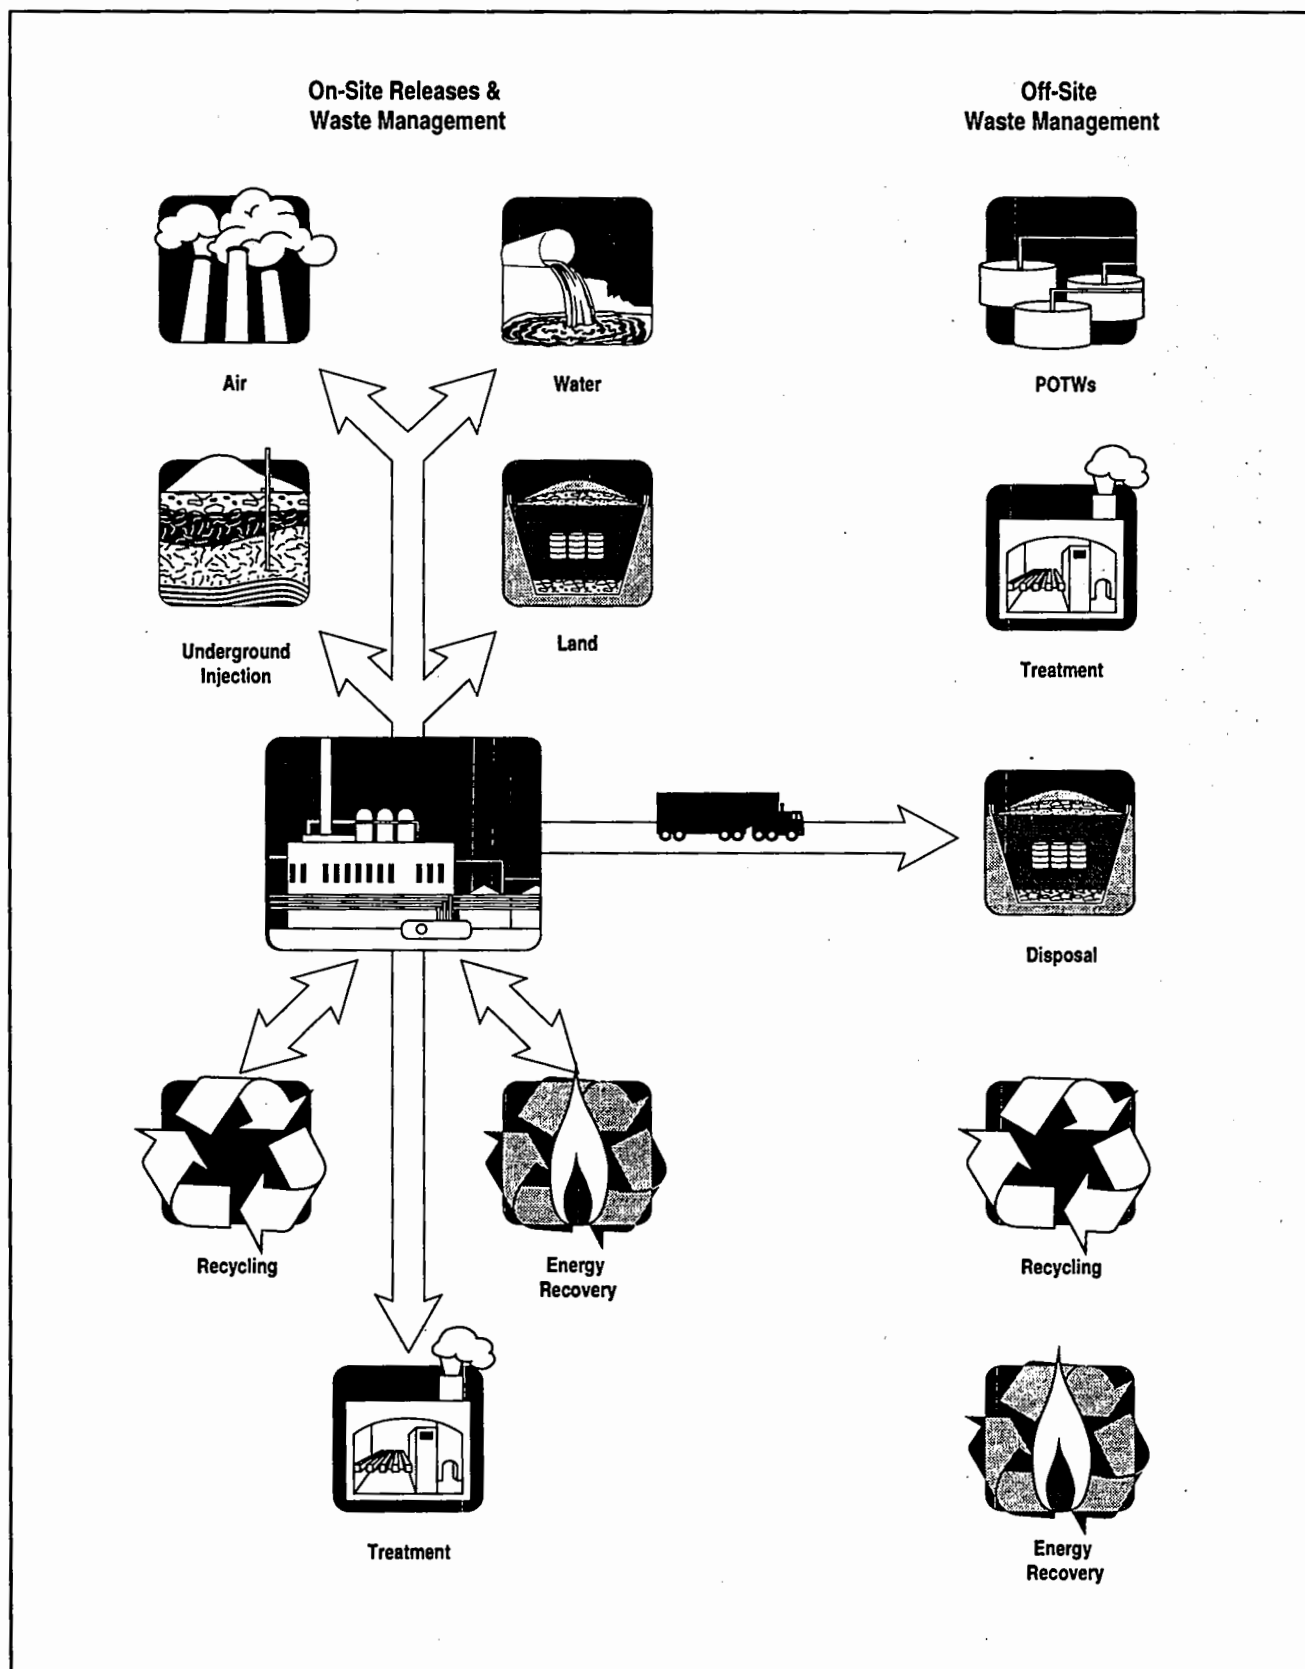 On-Site Releases &
Waste Management
Off-Site
Waste Management
Air
Water
POTWs
Underground
Injection
Land
Treatment
Disposal
Recycling
Energy
Recovery
Recycling
Treatment
Energy
Recovery